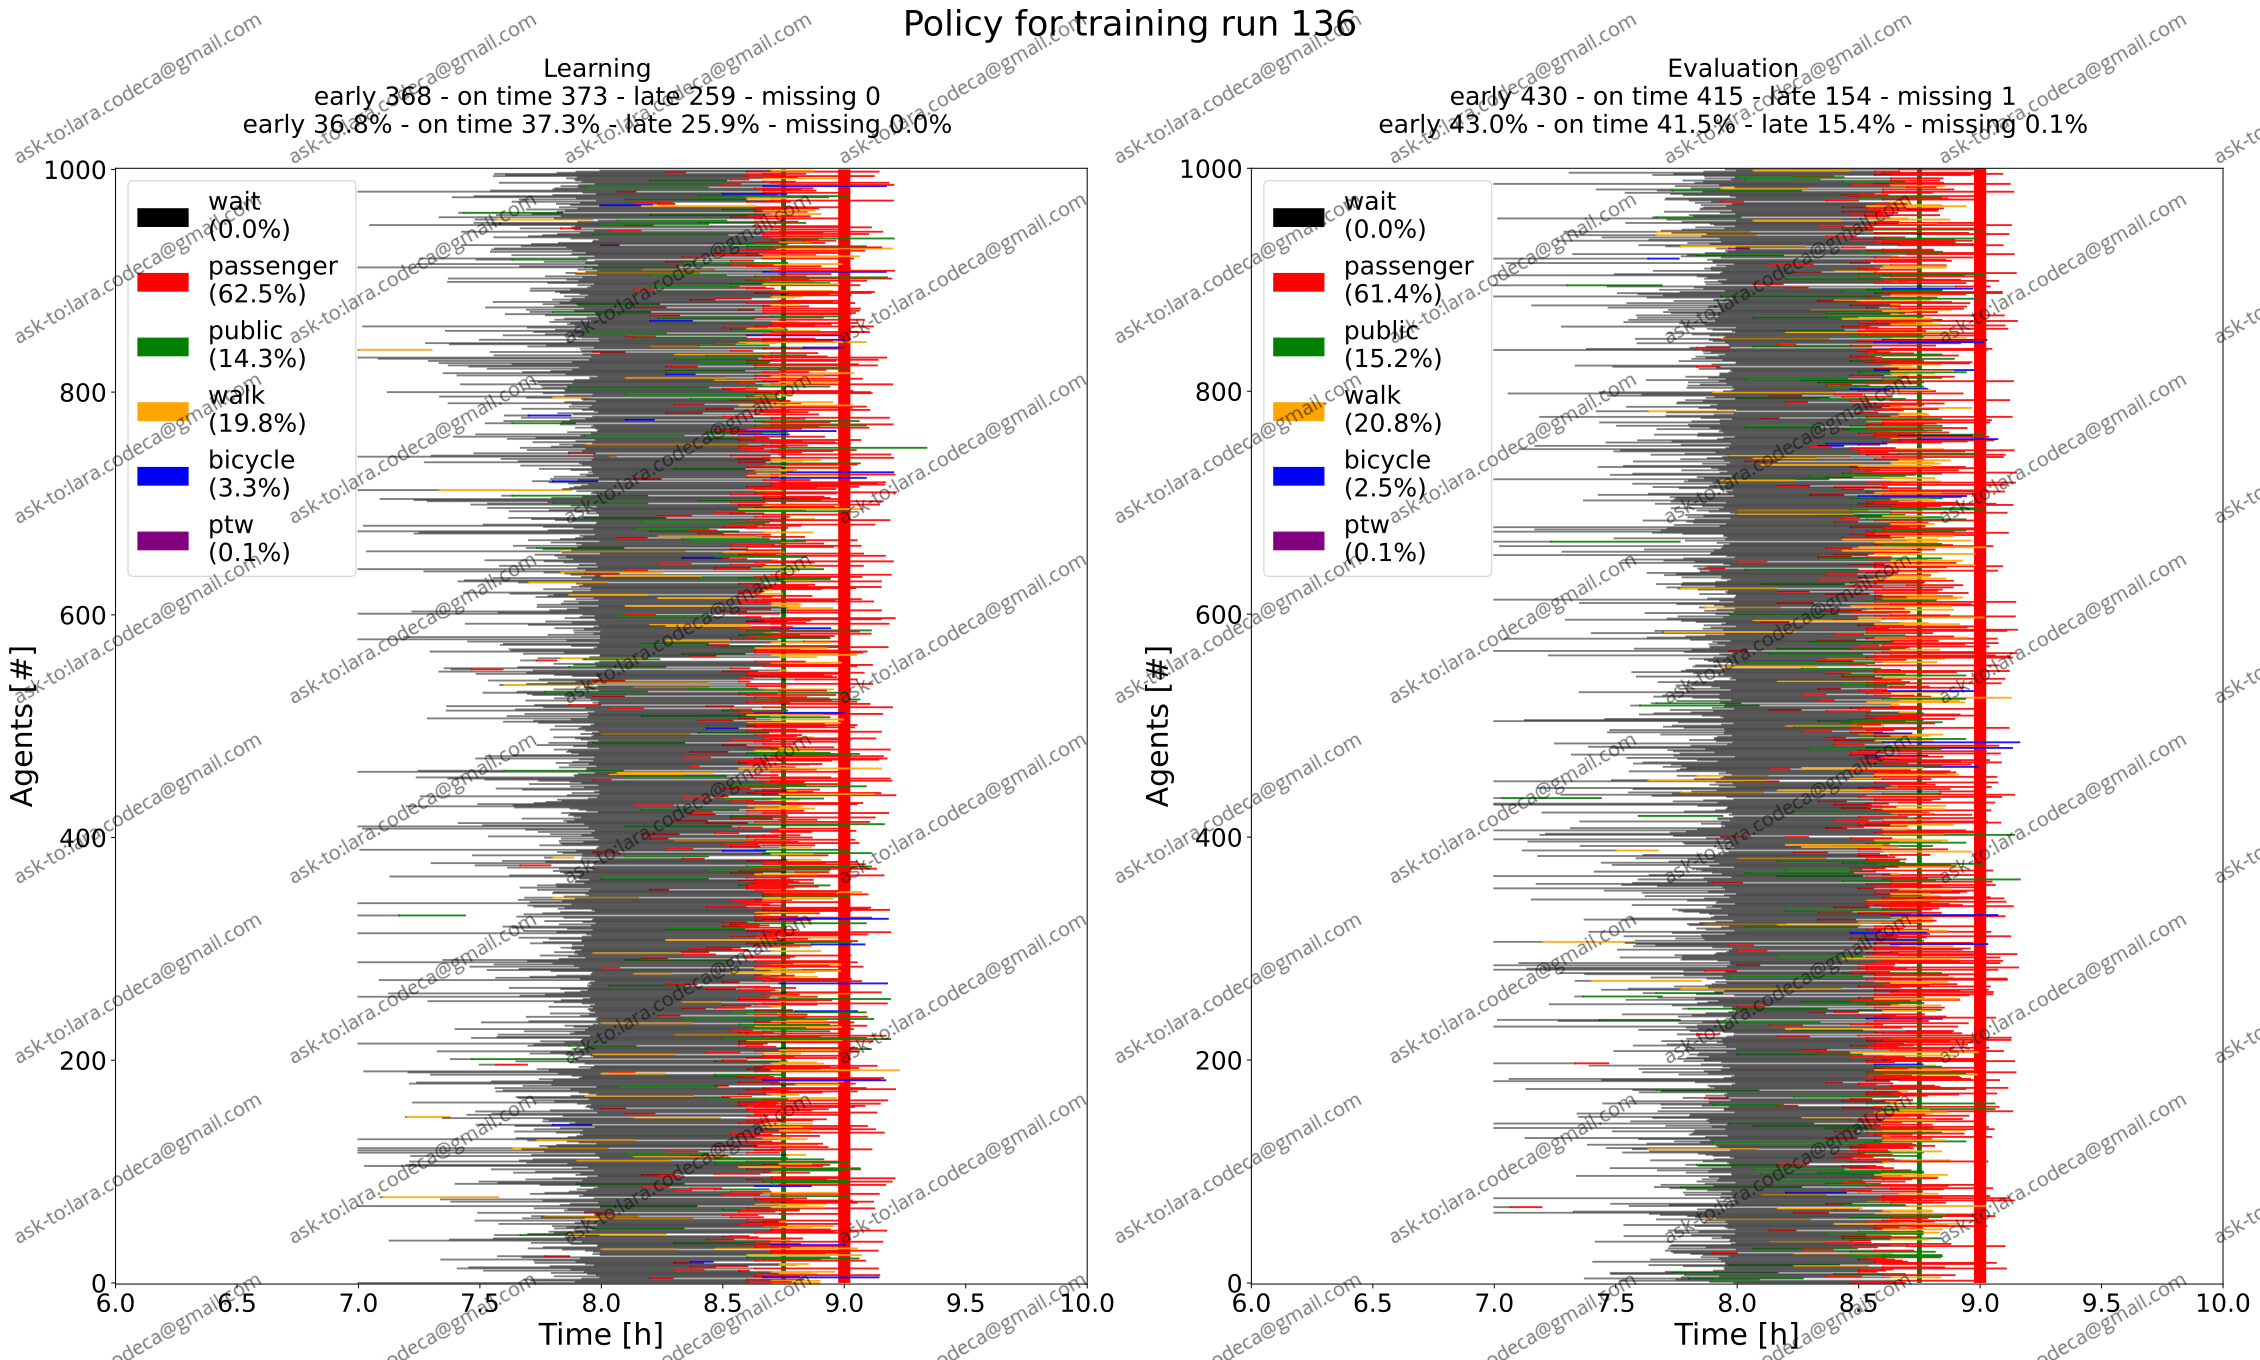 Policy for training run 136
Learning
early 368 - on time 373 - late 259 - missing 0
early 36.8% - on time 37.3% - late 25.9% - missing 0.0%
1000
800
600
400
200
0
Agents [#]
wait
(0.0%)
passenger
(62.5%)
public
(14.3%)
walk
(19.8%)
bicycle
(3.3%)
ptw
(0.1%)
6.0 6.5 7.0 7.5 8.0 8.5 9.0 9.5 10.0
Time [h]
Evaluation
early 430 - on time 415 - late 154 - missing 1
early 43.0% - on time 41.5% - late 15.4% - missing 0.1%
1000
800
600
400
200
0
Agents [#]
wait
(0.0%)
passenger
(61.4%)
public
(15.2%)
walk
(20.8%)
bicycle
(2.5%)
ptw
(0.1%)
6.0 6.5 7.0 7.5 8.0 8.5 9.0 9.5 10.0
Time [h]
ask-to:lara.codeca@gmail.com